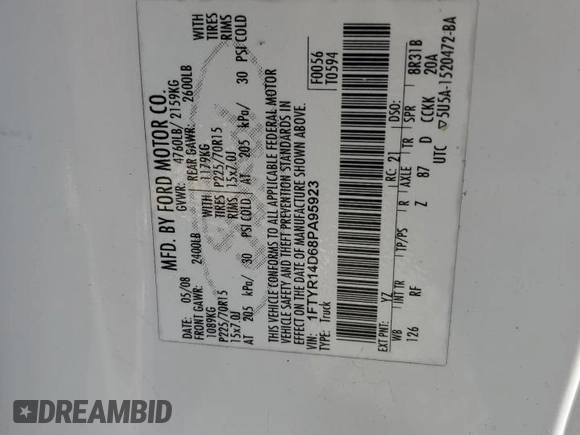 MFD. BY FORD MOTOR CO.
DATE: 05/08 GVWR: 4760LB/ 2159KG
FRONT GAWR: 2400LB REAR GAWR: 2600LB
1089KG WITH 1179KG WITH
P225/70R15 TIRES P225/70R15 TIRES
15x7.0J RIMS 15x7.0J RIMS
AT 205 kPa/ 30 PSI COLD AT 205 kPa/ 30 PSI COLD
THIS VEHICLE CONFORMS TO ALL APPLICABLE FEDERAL MOTOR
VEHICLE SAFETY AND THEFT PREVENTION STANDARDS IN
EFFECT ON THE DATE OF MANUFACTURE SHOWN ABOVE.
VIN: 1FTYR14D68PA95923
TYPE: Truck
F0056
T0594
EXT PNT: YZ RC: 21 DSO:
WB INT TR TP/PS R AXLE TR SPR
126 RF Z 87 D CCKK 8R31B
20A
UTC ▽5U5A-1520472-BA
DREAMBID